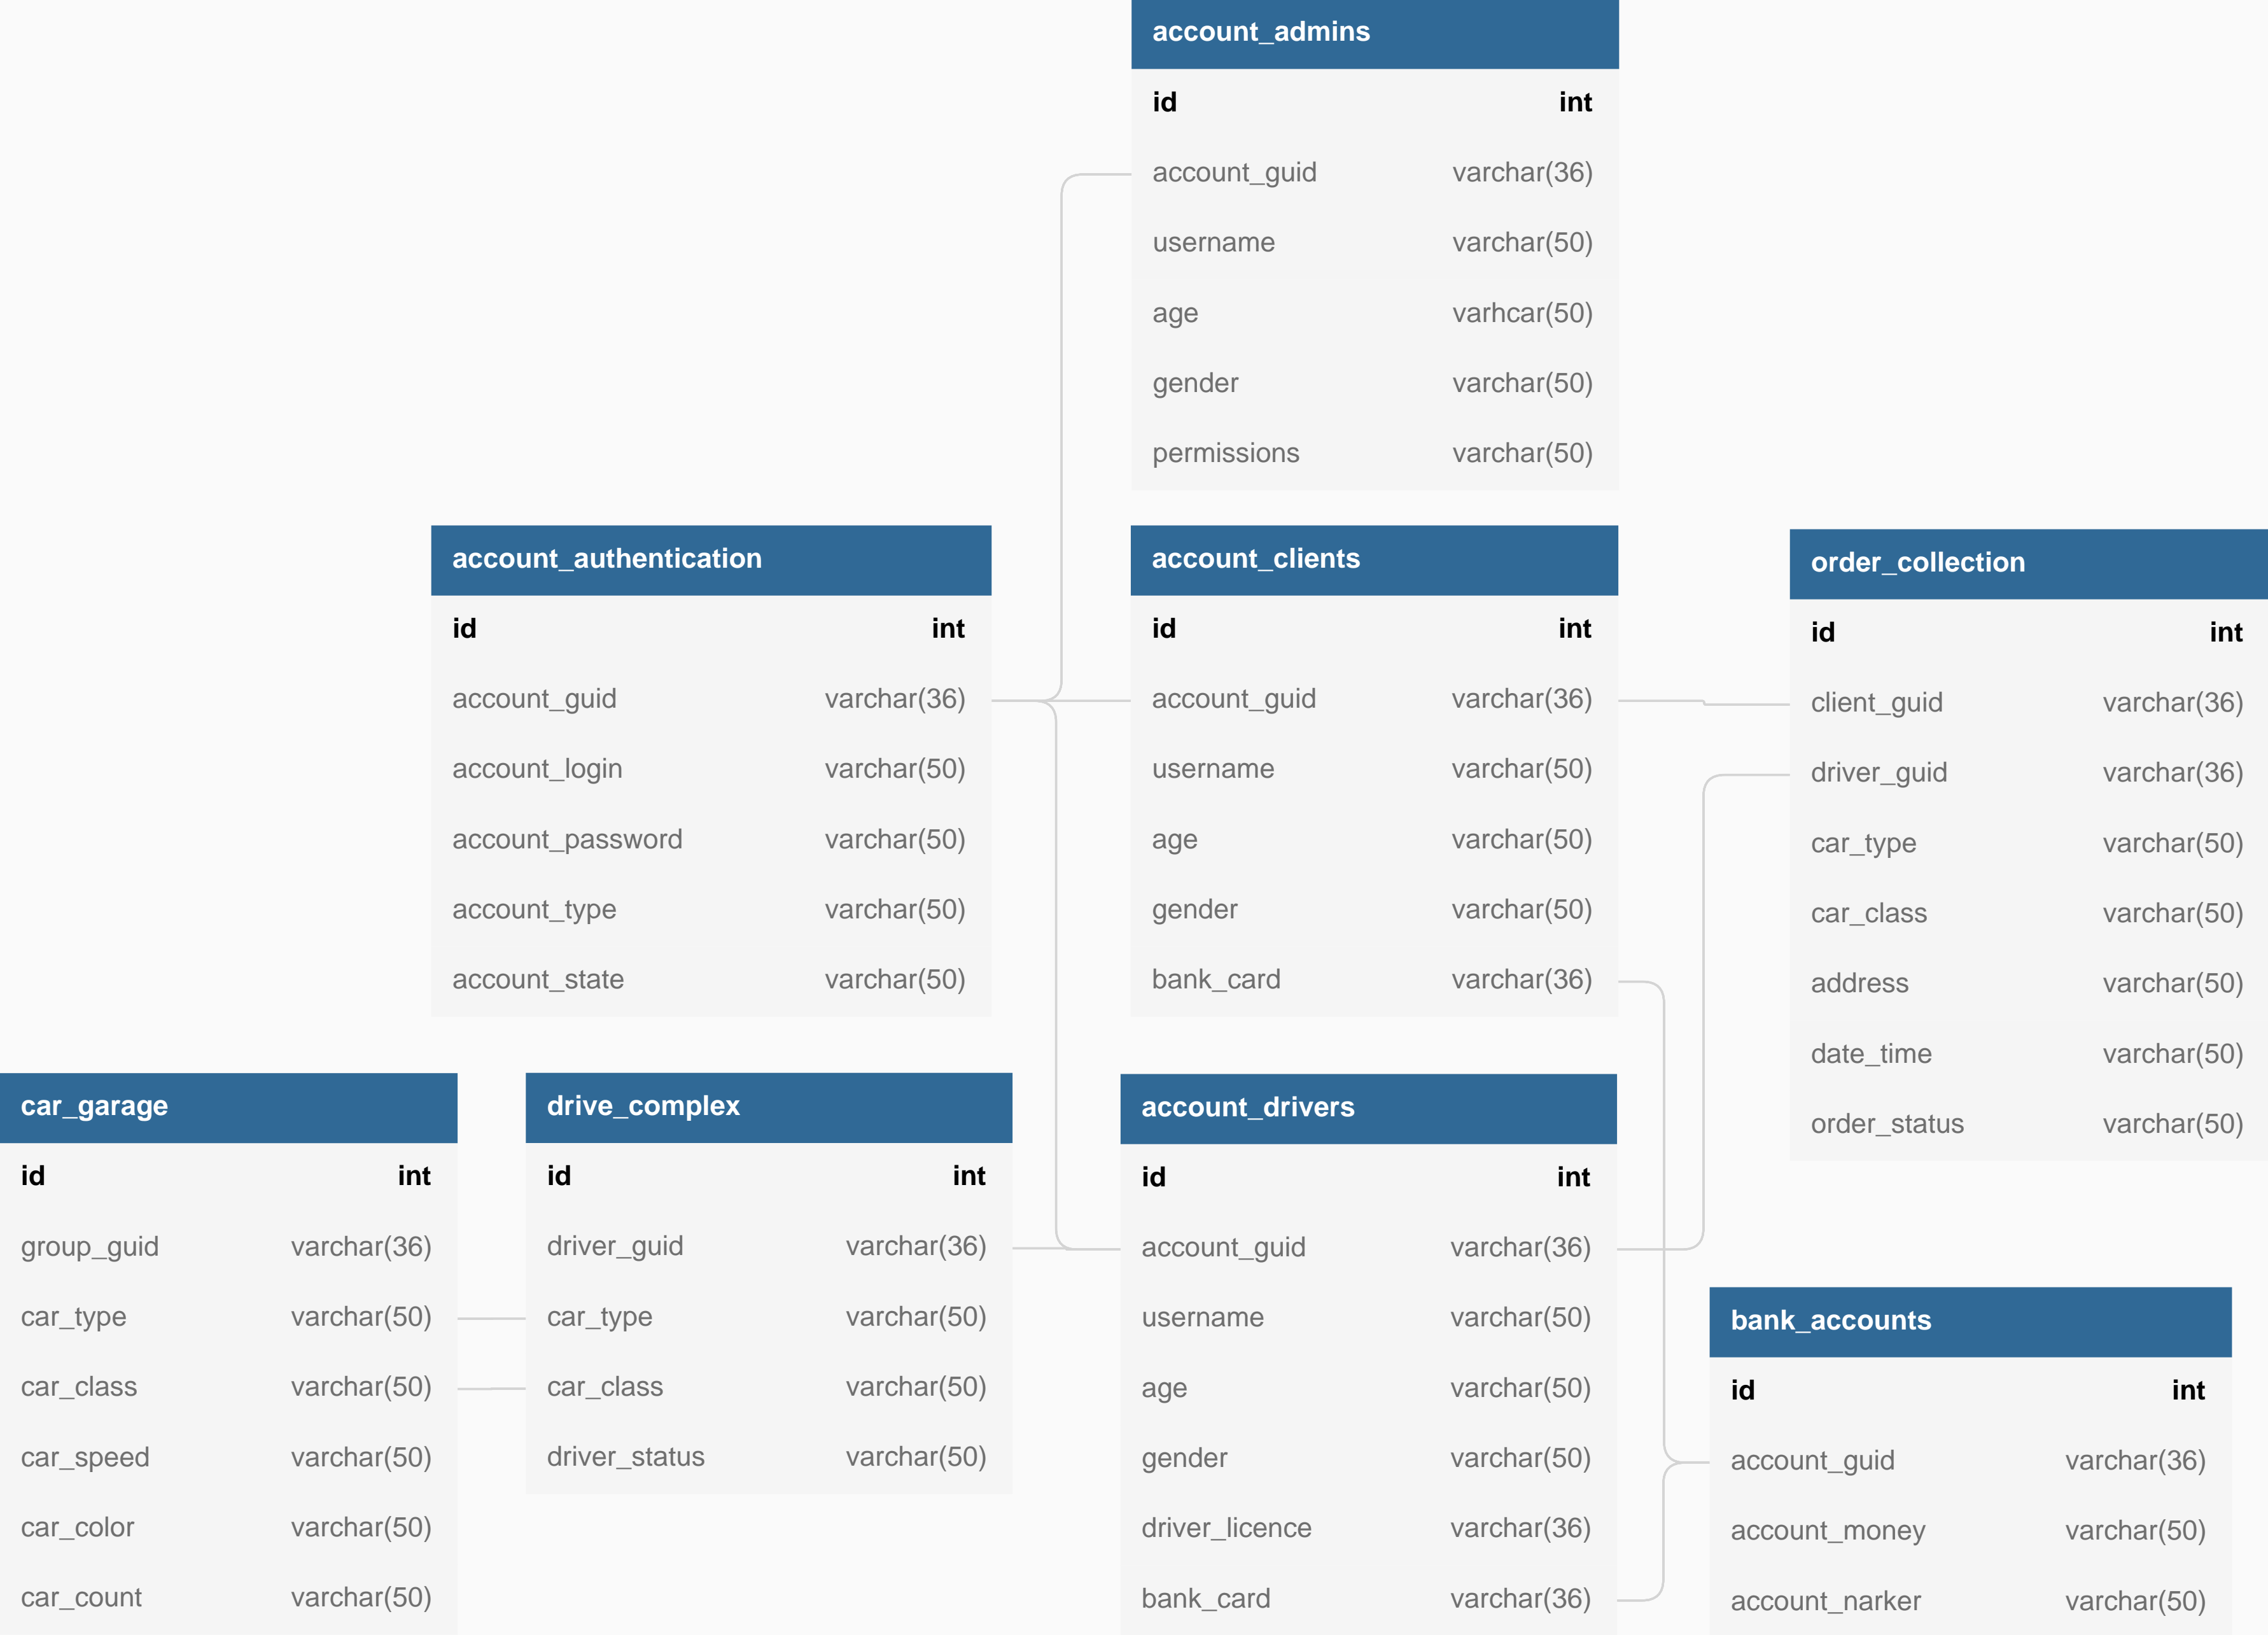 account_admins
id int
account_guid varchar(36)
username varchar(50)
age varhcar(50)
gender varchar(50)
permissions varchar(50)
account_authentication
id int
account_guid varchar(36)
account_login varchar(50)
account_password varchar(50)
account_type varchar(50)
account_state varchar(50)
account_clients
id int
account_guid varchar(36)
username varchar(50)
age varchar(50)
gender varchar(50)
bank_card varchar(36)
order_collection
id int
client_guid varchar(36)
driver_guid varchar(36)
car_type varchar(50)
car_class varchar(50)
address varchar(50)
date_time varchar(50)
order_status varchar(50)
car_garage
id int
group_guid varchar(36)
car_type varchar(50)
car_class varchar(50)
car_speed varchar(50)
car_color varchar(50)
car_count varchar(50)
drive_complex
id int
driver_guid varchar(36)
car_type varchar(50)
car_class varchar(50)
driver_status varchar(50)
account_drivers
id int
account_guid varchar(36)
username varchar(50)
age varchar(50)
gender varchar(50)
driver_licence varchar(36)
bank_card varchar(36)
bank_accounts
id int
account_guid varchar(36)
account_money varchar(50)
account_narker varchar(50)